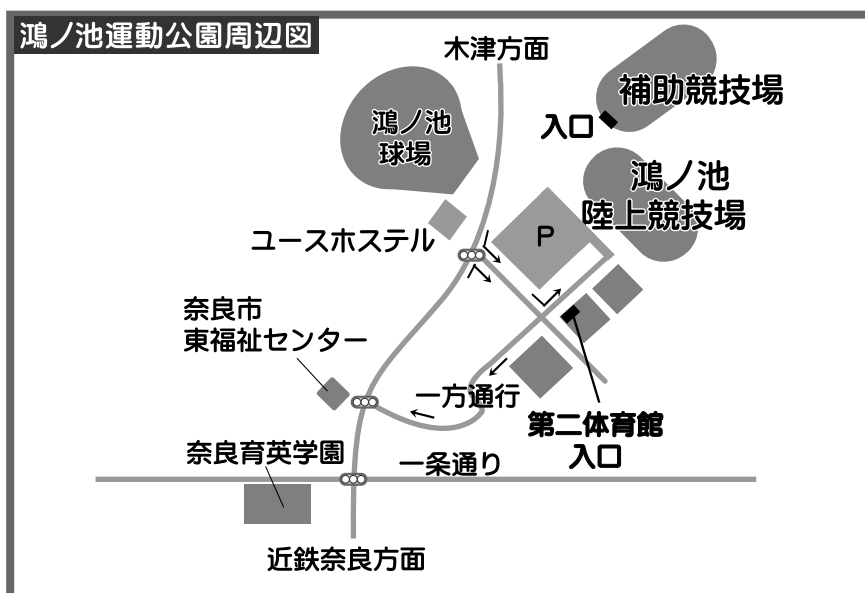 鴻ノ池運動公園周辺図
木津方面
補助競技場
入口
鴻ノ池
球場
鴻ノ池
陸上競技場
P
ユースホステル
奈良市
東福祉センター
一方通行
第二体育館
入口
奈良育英学園
一条通り
近鉄奈良方面